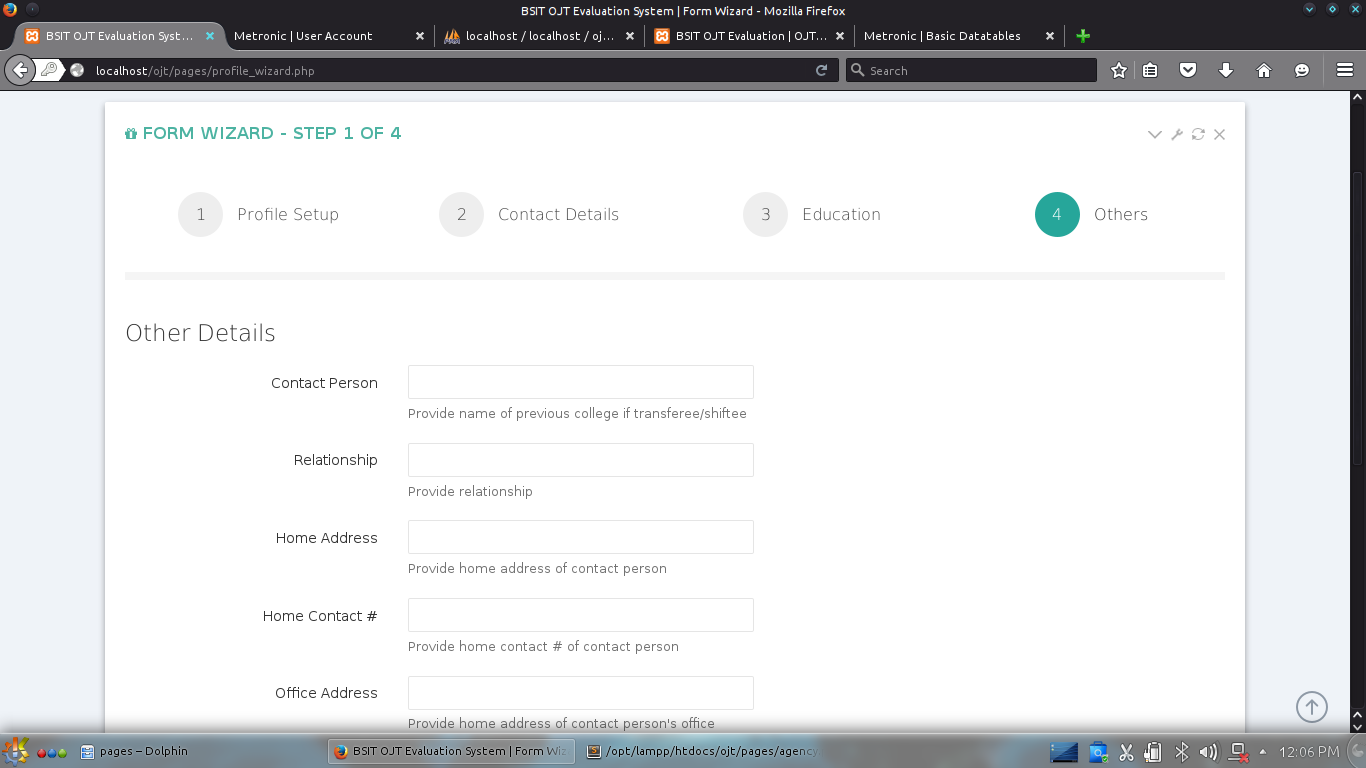 BSIT OJT Evaluation System | Form Wizard - Mozilla Firefox
BSIT OJT Evaluation Syst...
Metronic | User Account
localhost / localhost / oj...
BSIT OJT Evaluation | OJT...
Metronic | Basic Datatables
localhost/ojt/pages/profile_wizard.php
Search
FORM WIZARD - STEP 1 OF 4
1 Profile Setup
2 Contact Details
3 Education
4 Others
Other Details
Contact Person
Provide name of previous college if transferee/shiftee
Relationship
Provide relationship
Home Address
Provide home address of contact person
Home Contact #
Provide home contact # of contact person
Office Address
Provide home address of contact person's office
pages – Dolphin
BSIT OJT Evaluation System | Form Wiz
/opt/lampp/htdocs/ojt/pages/agency
12:06 PM